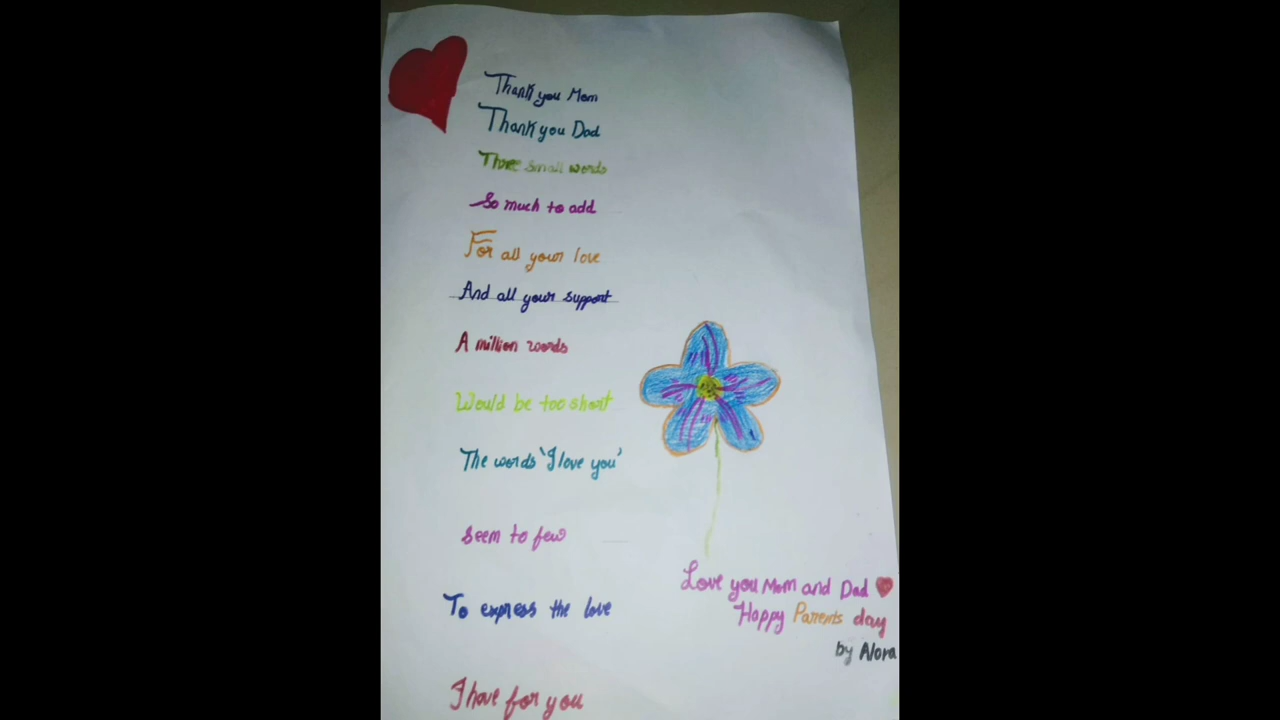 Thank you Mom
Thank you Dad
Three small words
So much to add
For all your love
And all your support
A million words
Would be too short
The words 'I love you'
seem to few
To express the love
I have for you
Love you Mom and Dad
Happy Parents day
by Alora